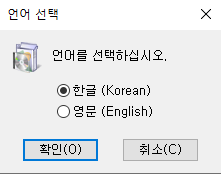 언어 선택
언어를 선택하십시오.
한글 (Korean)
영문 (English)
확인(O) 취소(C)